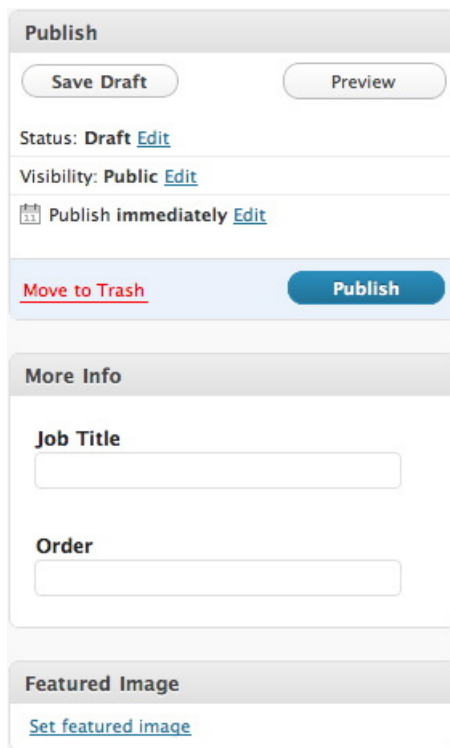 Publish
Save Draft Preview
Status: Draft Edit
Visibility: Public Edit
11 Publish immediately Edit
Move to Trash Publish
More Info
Job Title
Order
Featured Image
Set featured image